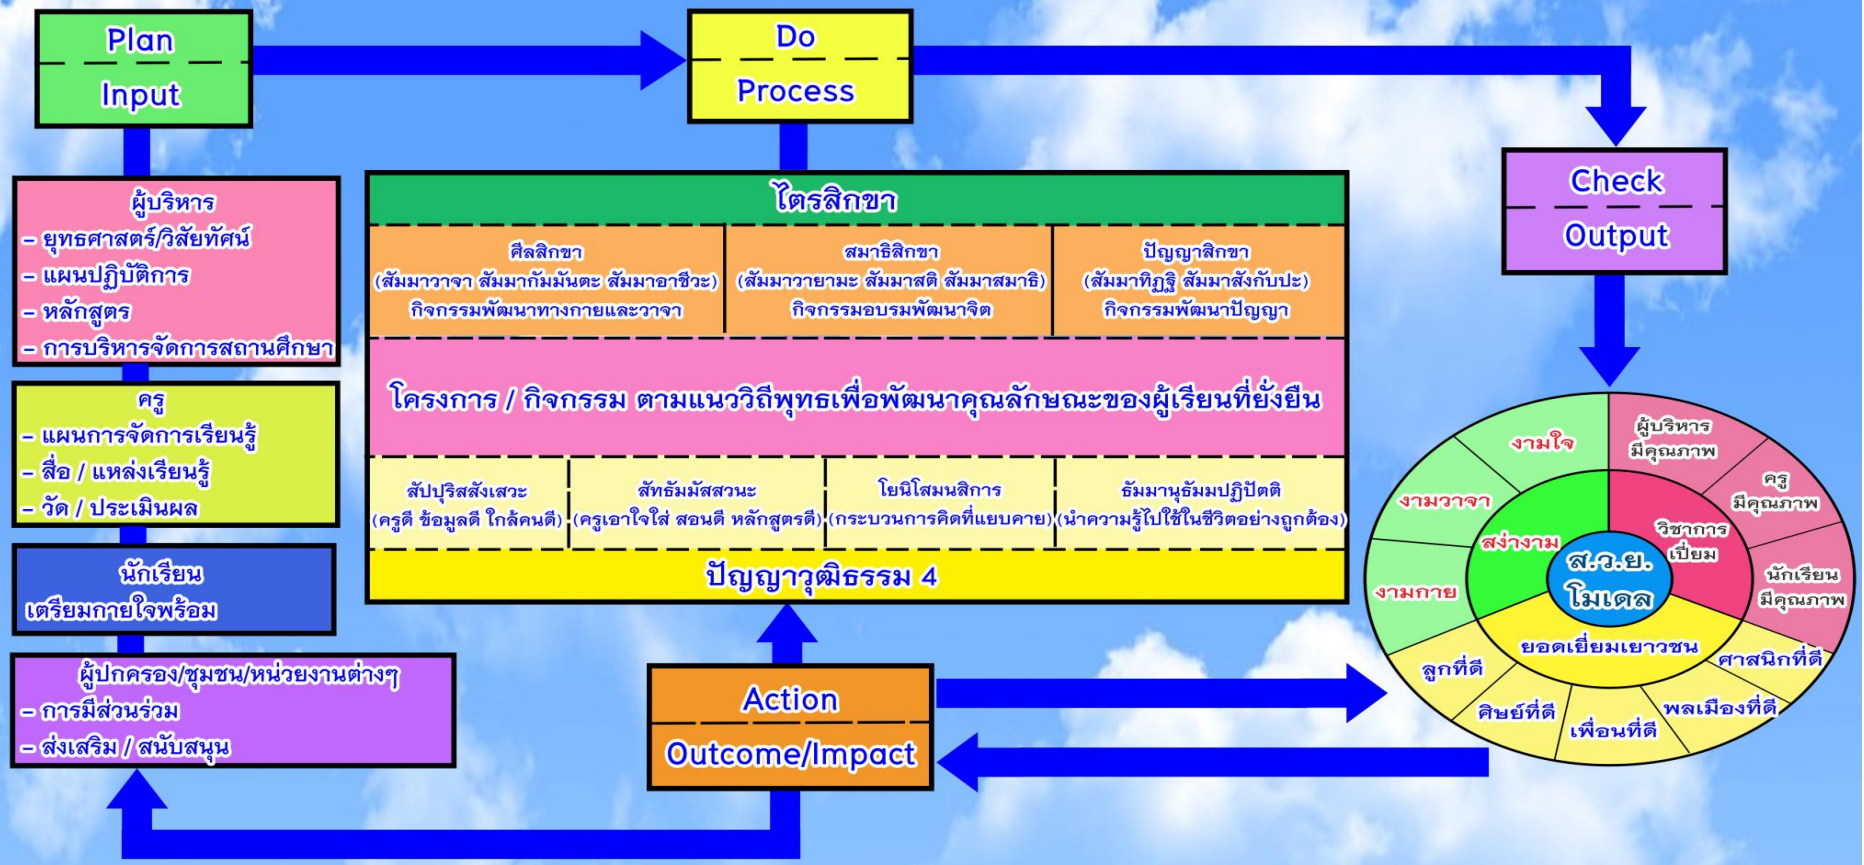 Plan
Input
Do
Process
Check
Output
ผู้บริหาร
- ยุทธศาสตร์/วิสัยทัศน์
- แผนปฏิบัติการ
- หลักสูตร
- การบริหารจัดการสถานศึกษา
ครู
- แผนการจัดการเรียนรู้
- สื่อ / แหล่งเรียนรู้
- วัด / ประเมินผล
นักเรียน
เตรียมกายใจพร้อม
ผู้ปกครอง/ชุมชน/หน่วยงานต่างๆ
- การมีส่วนร่วม
- ส่งเสริม / สนับสนุน
ไตรสิกขา
ศีลสิกขา
(สัมมาวาจา สัมมากัมมันตะ สัมมาอาชีวะ)
กิจกรรมพัฒนาทางกายและวาจา
สมาธิสิกขา
(สัมมาวายามะ สัมมาสติ สัมมาสมาธิ)
กิจกรรมอบรมพัฒนาจิต
ปัญญาสิกขา
(สัมมาทิฏฐิ สัมมาสังกัปปะ)
กิจกรรมพัฒนาปัญญา
โครงการ / กิจกรรม ตามแนววิถีพุทธเพื่อพัฒนาคุณลักษณะของผู้เรียนที่ยั่งยืน
สัปปุริสสังเสวะ
(ครูดี ข้อมูลดี ใกล้คนดี)
สัทธัมมัสสวนะ
(ครูเอาใจใส่ สอนดี หลักสูตรดี)
โยนิโสมนสิการ
(กระบวนการคิดที่แยบคาย)
ธัมมานุธัมมปฏิปัตติ
(นำความรู้ไปใช้ในชีวิตอย่างถูกต้อง)
ปัญญาวุฒิธรรม 4
Action
Outcome/Impact
งามใจ
งามวาจา
งามกาย
สง่างาม
ผู้บริหาร
มีคุณภาพ
ครู
มีคุณภาพ
นักเรียน
มีคุณภาพ
วิชาการ
เปี่ยม
ส.ว.ย.
โมเดล
ยอดเยี่ยมเยาวชน
ลูกที่ดี
ศิษย์ที่ดี
เพื่อนที่ดี
พลเมืองที่ดี
ศาสนิกที่ดี